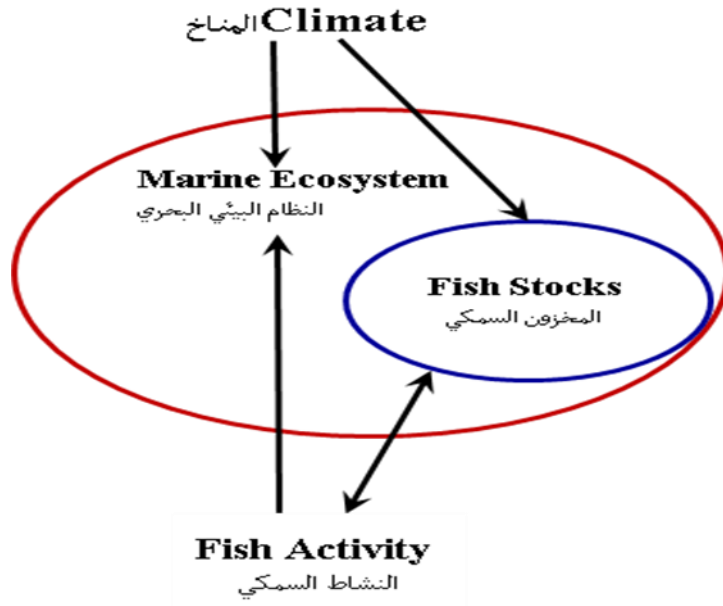 المناخ Climate
Marine Ecosystem
النظام البيئي البحري
Fish Stocks
المخزون السمكي
Fish Activity
النشاط السمكي